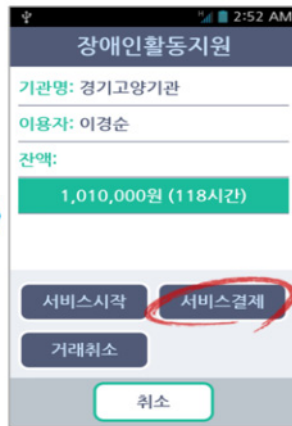 H 2:52 AM
장애인활동지원
기관명: 경기고양기관
이용자: 이경순
잔액:
1,010,000원 (118시간)
서비스시작 서비스결제
거래취소
취소